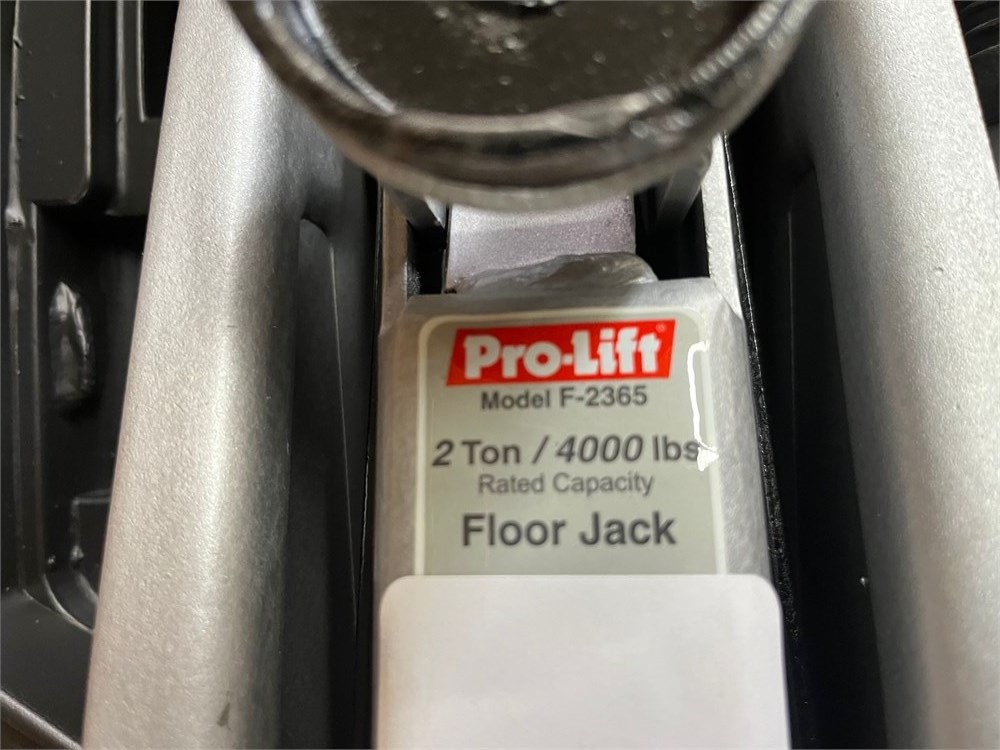 Pro-Lift®
Model F-2365
2 Ton / 4000 lbs
Rated Capacity
Floor Jack